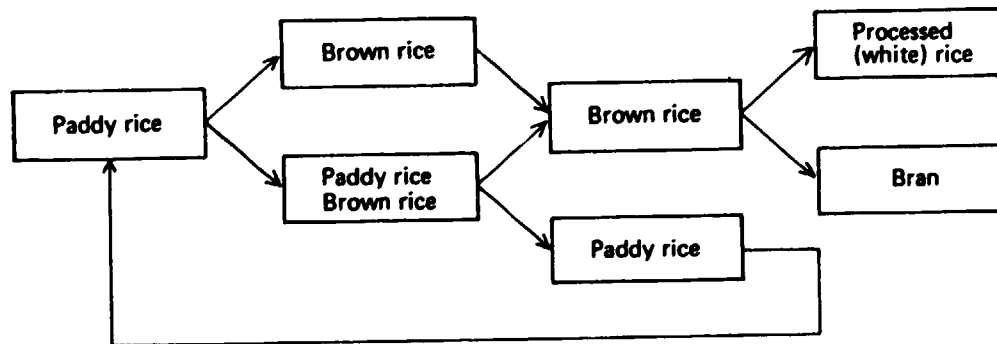 Paddy rice
Brown rice
Paddy rice
Brown rice
Brown rice
Paddy rice
Processed
(white) rice
Bran